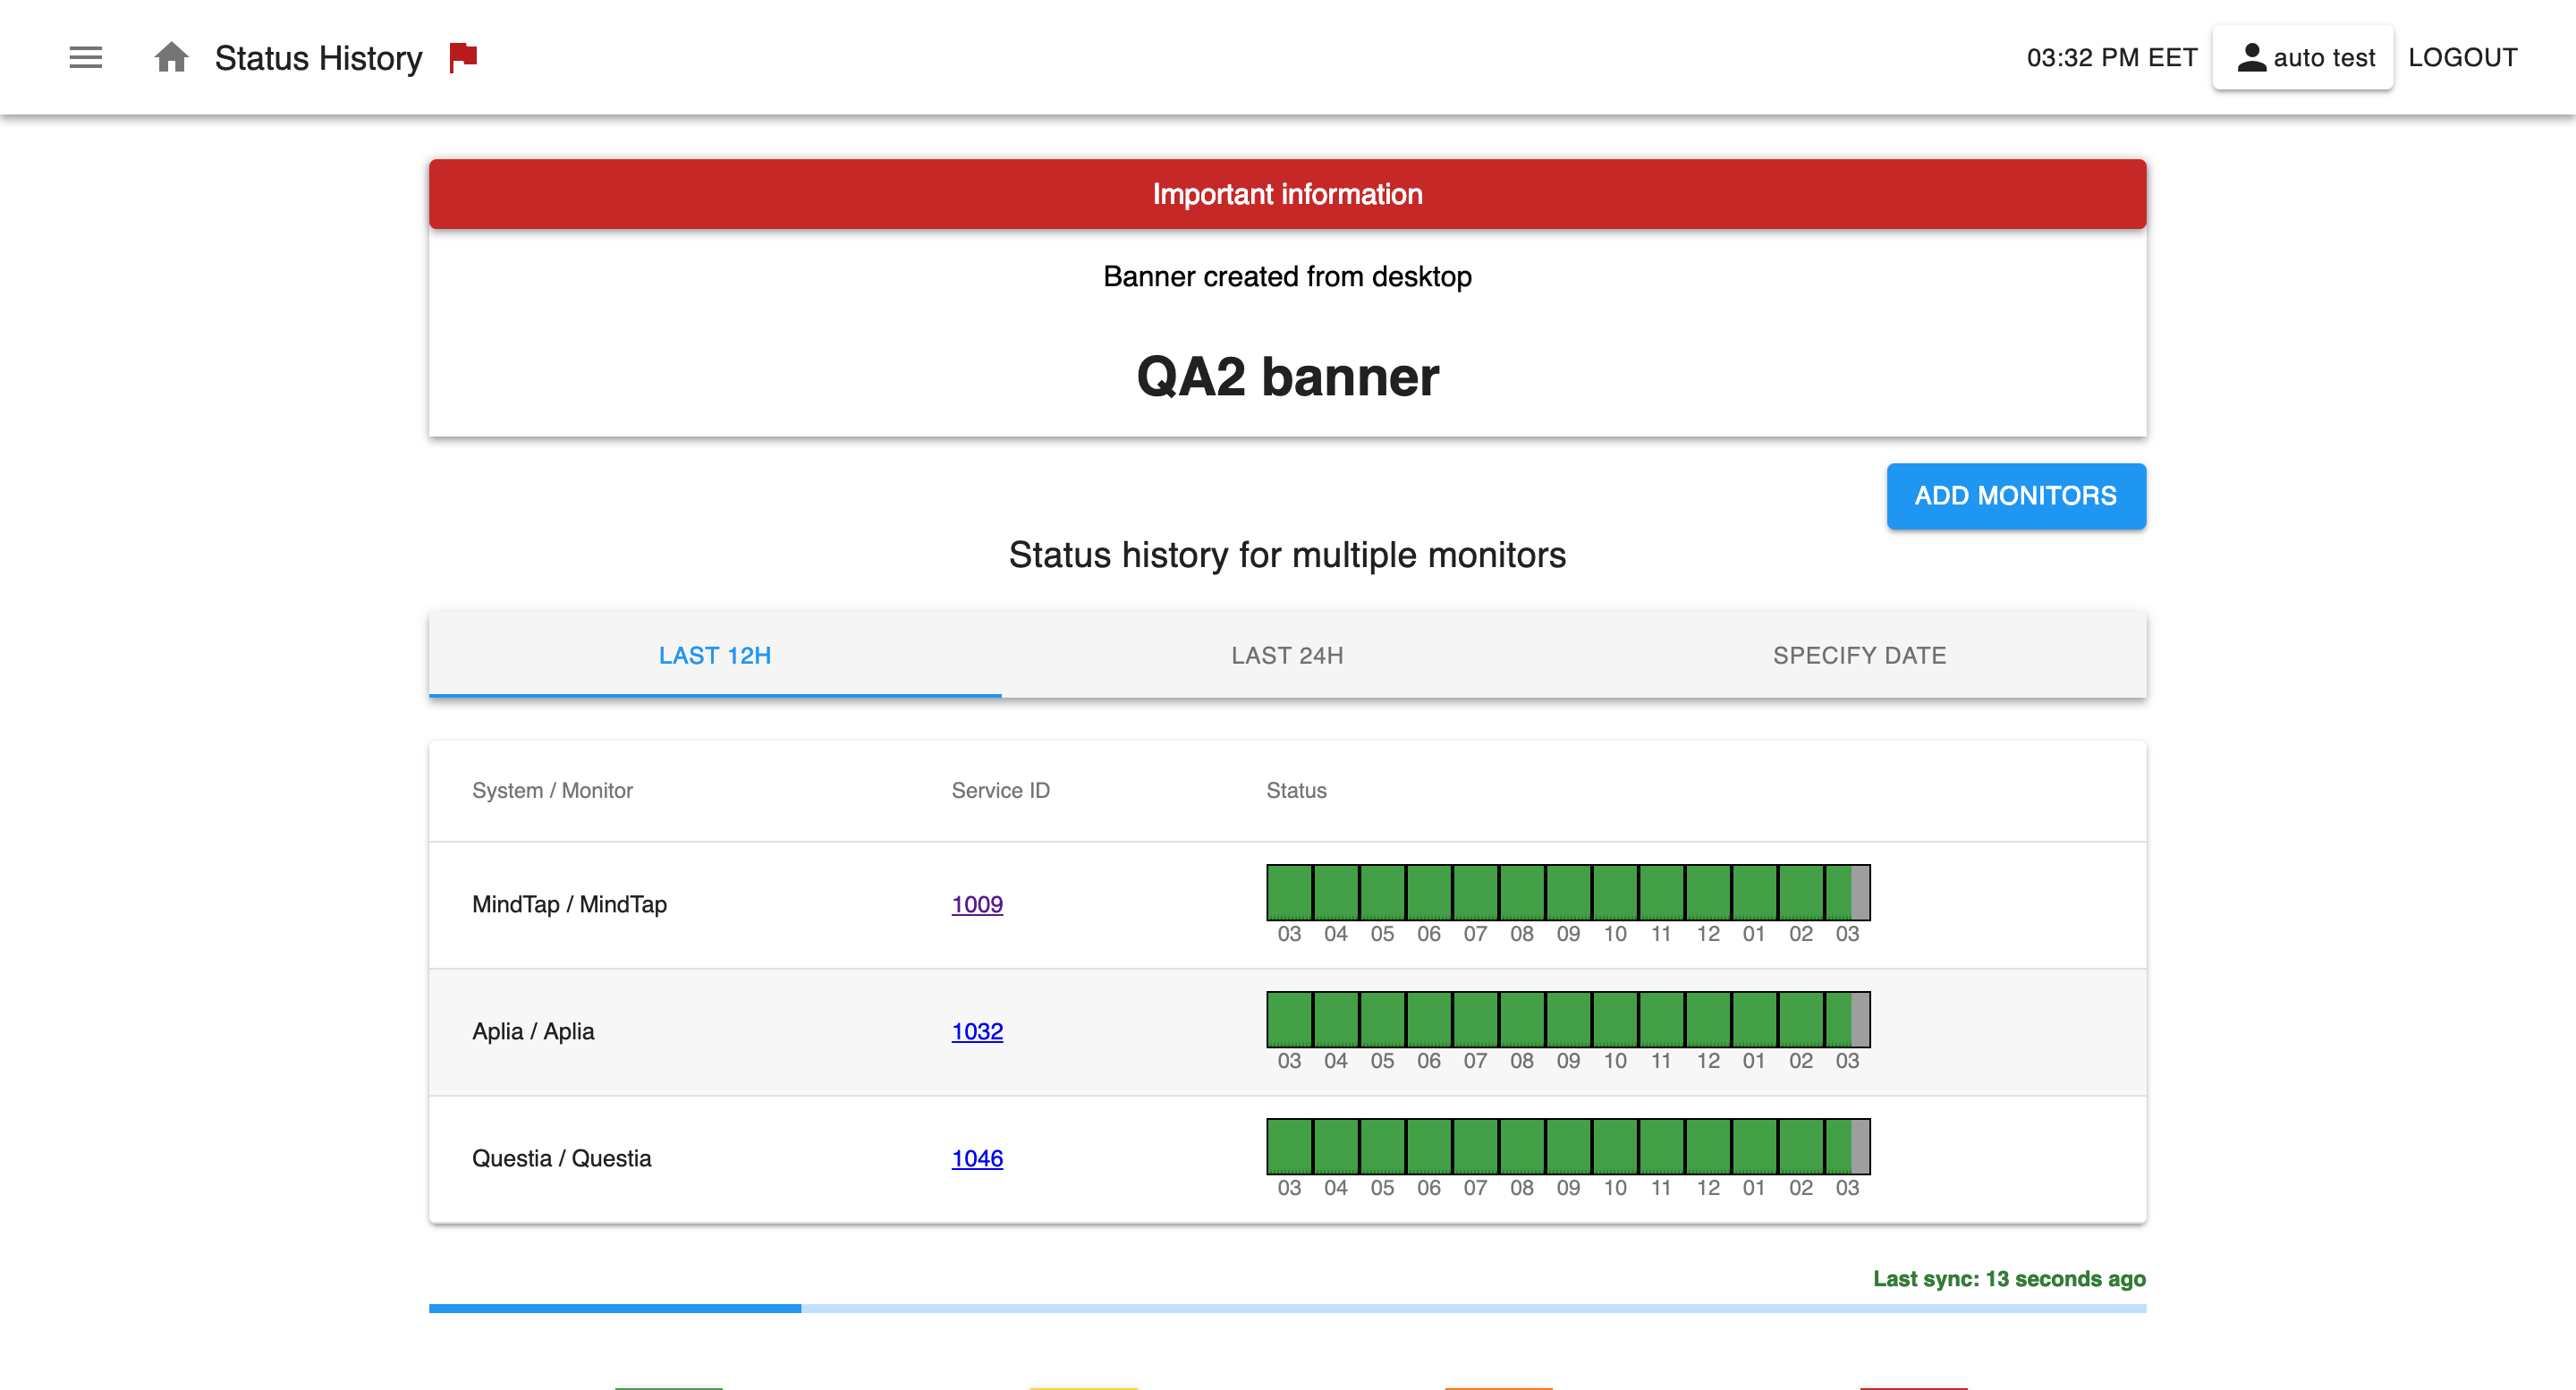 Status History
03:32 PM EET
auto test
LOGOUT
Important information
Banner created from desktop
QA2 banner
ADD MONITORS
Status history for multiple monitors
LAST 12H
LAST 24H
SPECIFY DATE
System / Monitor
Service ID
Status
MindTap / MindTap
1009
03 04 05 06 07 08 09 10 11 12 01 02 03
Aplia / Aplia
1032
03 04 05 06 07 08 09 10 11 12 01 02 03
Questia / Questia
1046
03 04 05 06 07 08 09 10 11 12 01 02 03
Last sync: 13 seconds ago